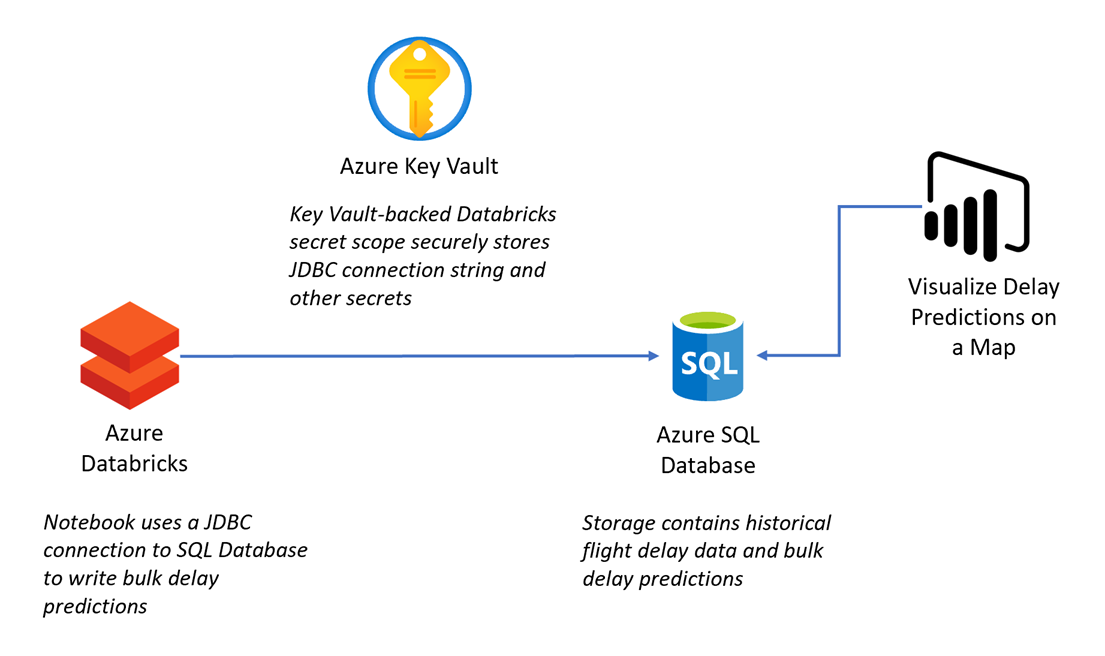 Azure Key Vault
Key Vault-backed Databricks
secret scope securely stores
JDBC connection string and
other secrets
Visualize Delay
Predictions on
a Map
SQL
Azure
Databricks
Azure SQL
Database
Notebook uses a JDBC
connection to SQL Database
to write bulk delay
predictions
Storage contains historical
flight delay data and bulk
delay predictions